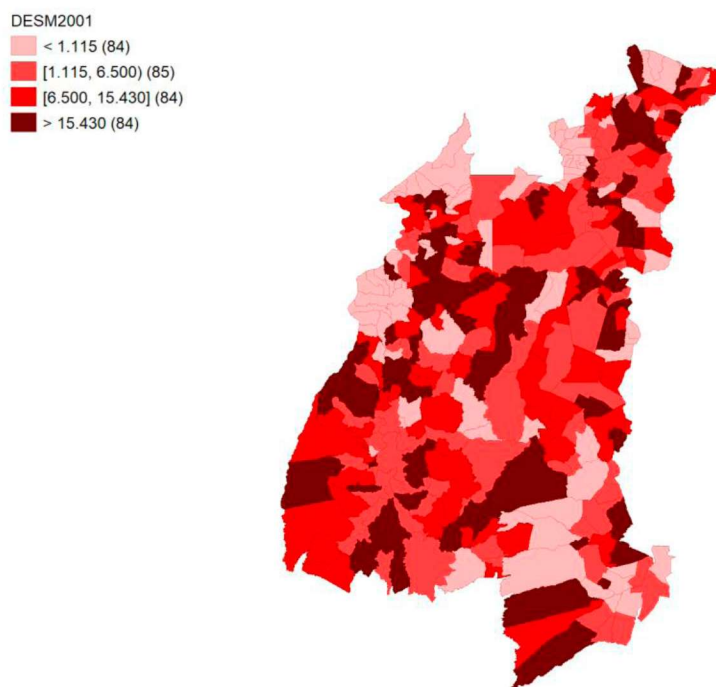 DESM2001
< 1.115 (84)
[1.115, 6.500) (85)
[6.500, 15.430] (84)
> 15.430 (84)